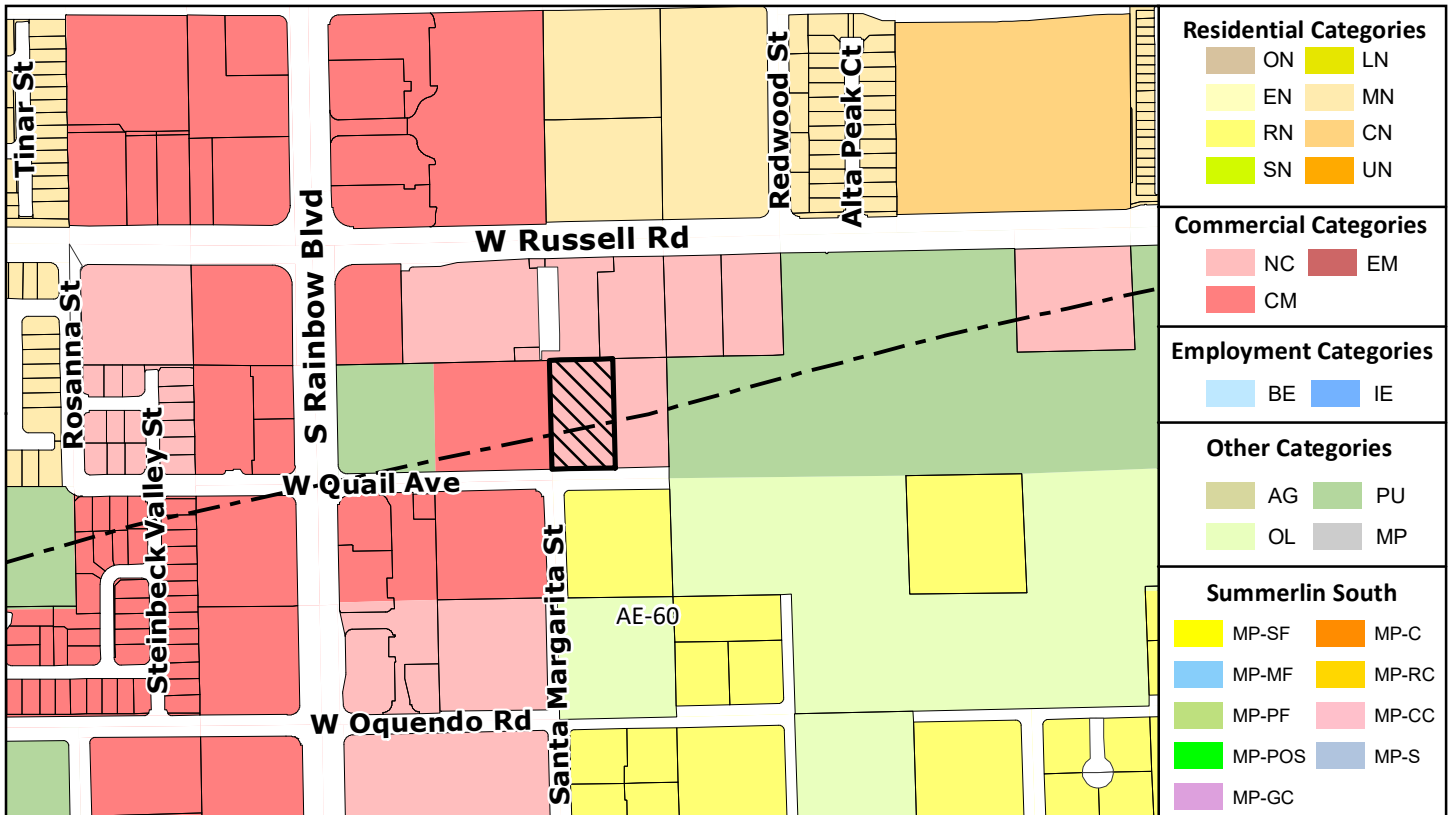 Tinar St
Redwood St
Alta Peak Ct
W Russell Rd
S Rainbow Blvd
Rosanna St
Steinbeck Valley St
W Quail Ave
Santa Margarita St
AE-60
W Oquendo Rd
Residential Categories
ON LN
EN MN
RN CN
SN UN
Commercial Categories
NC EM
CM
Employment Categories
BE IE
Other Categories
AG PU
OL MP
Summerlin South
MP-SF MP-C
MP-MF MP-RC
MP-PF MP-CC
MP-POS MP-S
MP-GC